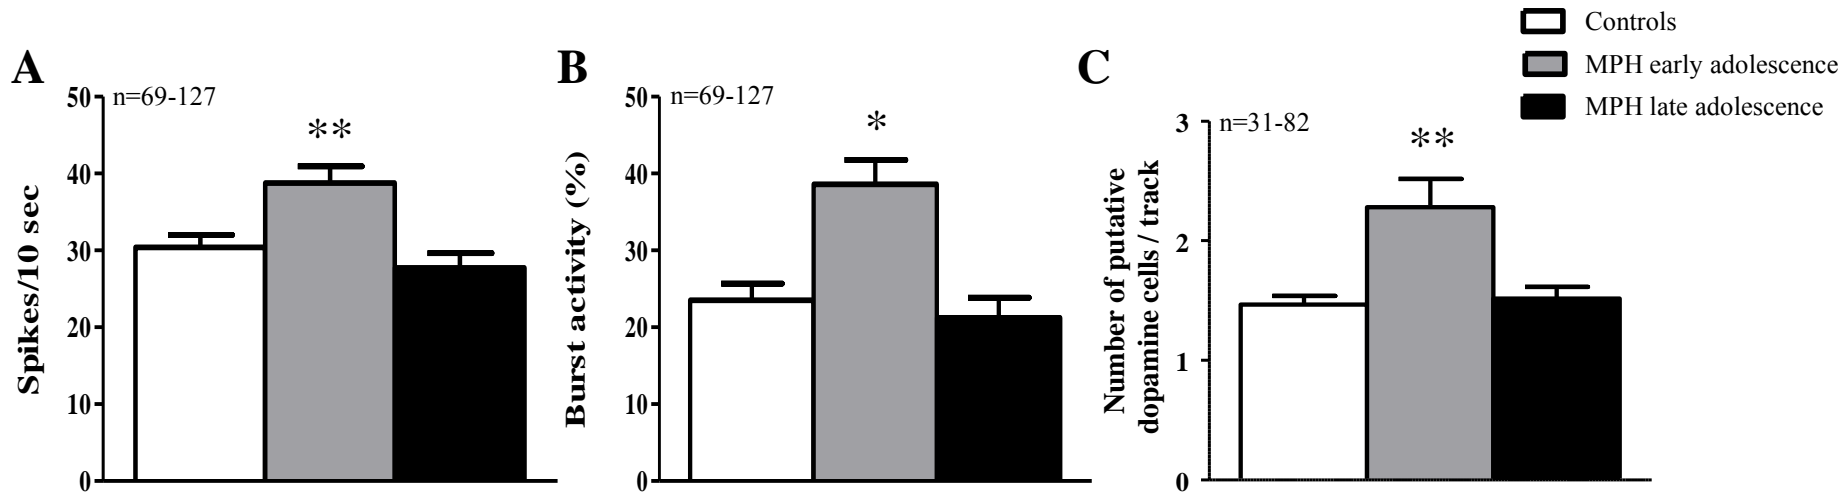 Controls
MPH early adolescence
MPH late adolescence
A
n=69-127
**
50
40
30
20
10
0
Spikes/10 sec
B
n=69-127
*
50
40
30
20
10
0
Burst activity (%)
C
n=31-82
**
3
2
1
0
Number of putative
dopamine cells / track